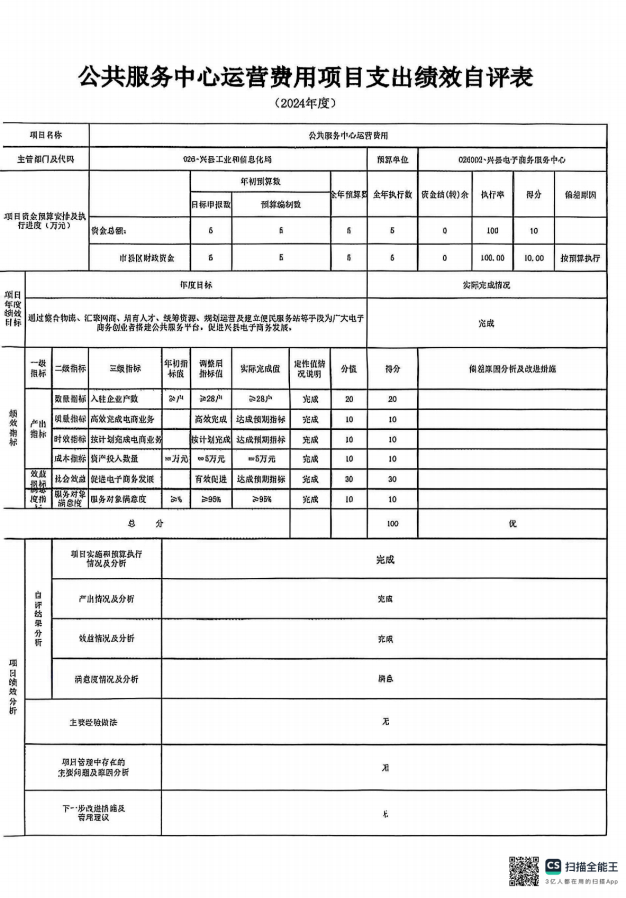 公共服务中心运营费用项目支出绩效自评表
（2024年度）
项目名称 公共服务中心运营费用
主管部门及代码 026-兴县工业和信息化局 预算单位 026002-兴县电子商务服务中心
项目资金预算安排及执行进度（万元） 年初预算数 全年预算数 全年执行数 资金结(转)余 执行率 得分 偏差原因
目标申报数 预算编制数
资金总额： 5 5 5 5 0 100 10
市县区财政资金 5 5 5 5 0 100.00 10.00 按预算执行
项目年度绩效目标 年度目标 实际完成情况
通过整合物流、汇聚网商、培育人才、统筹资源、规划运营及建立便民服务站等手段为广大电子
商务创业者搭建公共服务平台，促进兴县电子商务发展。
完成
绩效指标 一级指标 二级指标 三级指标 年初指标值 调整后指标值 实际完成值 定性值情况说明 分值 得分 偏差原因分析及改进措施
产出指标 数量指标 入驻企业户数 ≥户 ≥28户 ≥28户 完成 20 20
质量指标 高效完成电商业务 高效完成 达成预期指标 完成 10 10
时效指标 按计划完成电商业务 按计划完成 达成预期指标 完成 10 10
成本指标 资产投入数量 =万元 =5万元 =5万元 完成 10 10
效益指标 社会效益 促进电子商务发展 有效促进 达成预期指标 完成 30 30
度指 服务对象满意度 服务对象满意度 ≥% ≥95% ≥95% 完成 10 10
总 分 100 优
项目绩效分析 自评结果分析 项目实施和预算执行
情况及分析 完成
产出情况及分析 完成
效益情况及分析 完成
满意度情况及分析 满意
主要经验做法 无
项目管理中存在的
主要问题及原因分析 无
下一步改进措施及
管理建议 无
CS 扫描全能王
3亿人都在用的扫描App